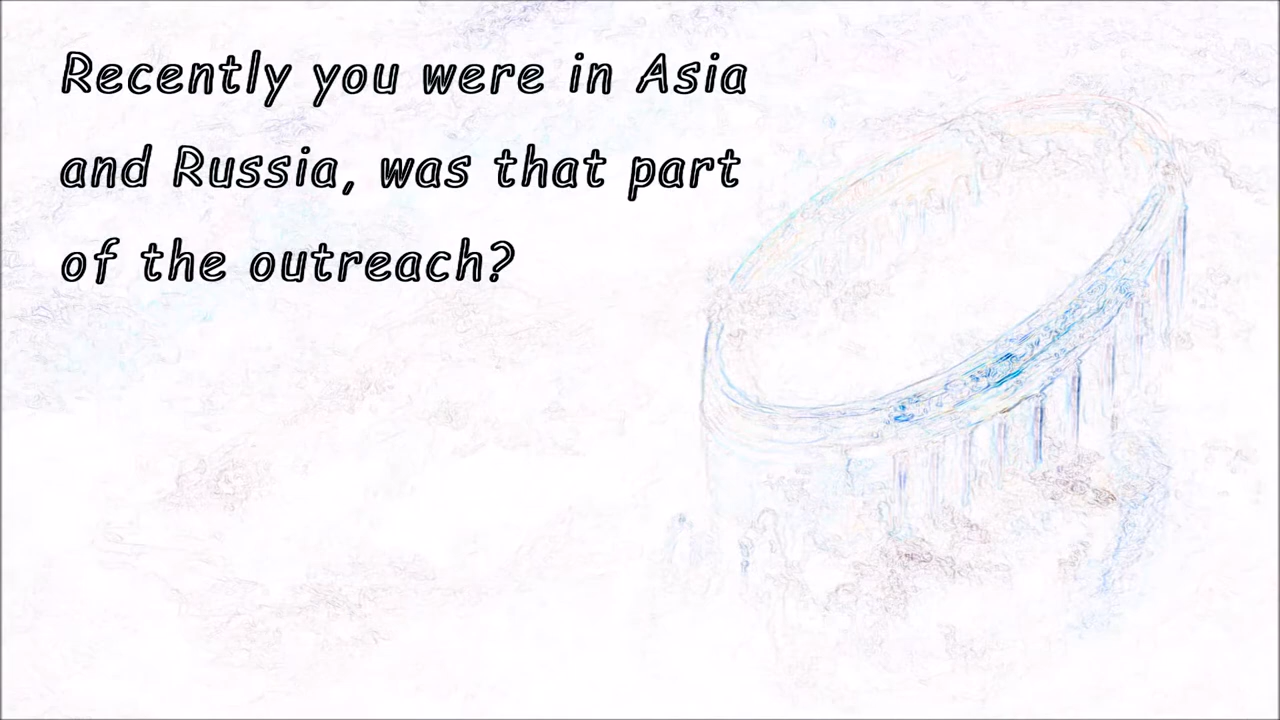 Recently you were in Asia
and Russia, was that part
of the outreach?